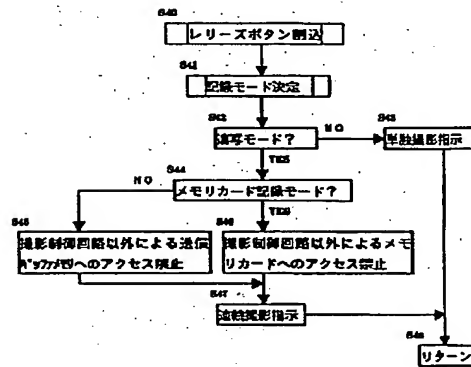 S40
レリーズボタン割込
S41
記録モード決定
S42
連写モード?
NO
S43
単独撮影指示
YES
S44
メモリカード記録モード?
NO
YES
S45
撮影制御回路以外による送信
バッファメモリへのアクセス禁止
S46
撮影制御回路以外によるメモ
リカードへのアクセス禁止
S47
連続撮影指示
S48
リターン